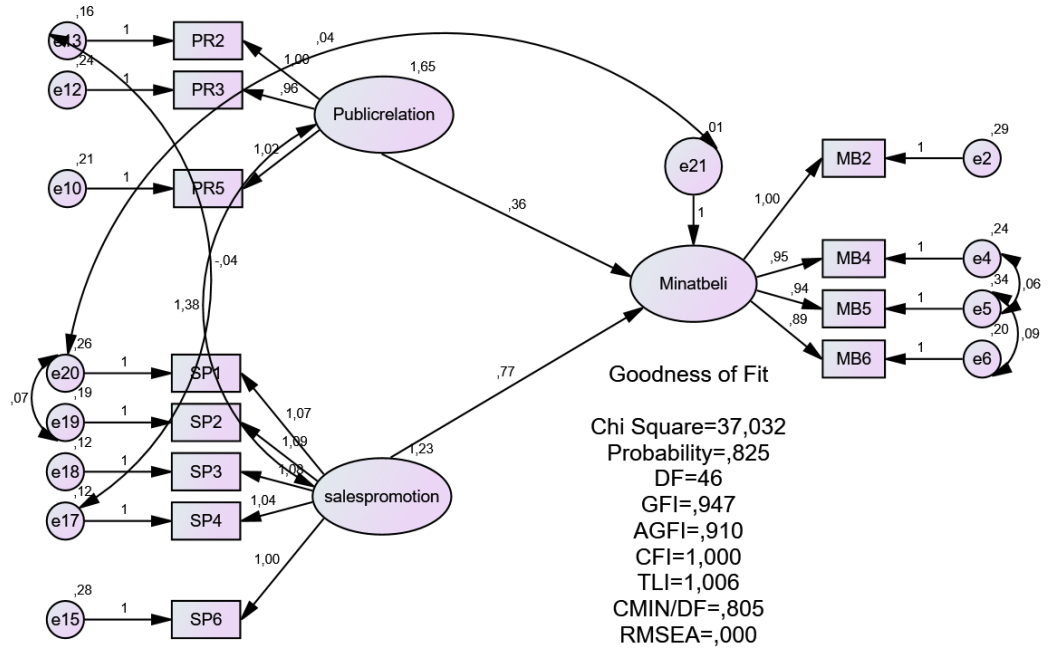 ,16
e13
1
PR2
,24
e12
1
PR3
1,00
,96
,04
1,65
Publicrelation
,21
e10
1
PR5
1,02
,01
e21
1
,36
-,04
1,38
Minatbeli
1,00
MB2
1
,29
e2
,95
MB4
1
,24
e4
,94
MB5
1
,34
e5
,06
,89
MB6
1
,20
e6
,09
,26
e20
1
SP1
,07
,19
e19
1
SP2
,12
e18
1
SP3
,12
e17
1
SP4
,28
e15
1
SP6
1,07
1,09
1,08
1,04
1,00
1,23
salespromotion
,77
Goodness of Fit
Chi Square=37,032
Probability=,825
DF=46
GFI=,947
AGFI=,910
CFI=1,000
TLI=1,006
CMIN/DF=,805
RMSEA=,000